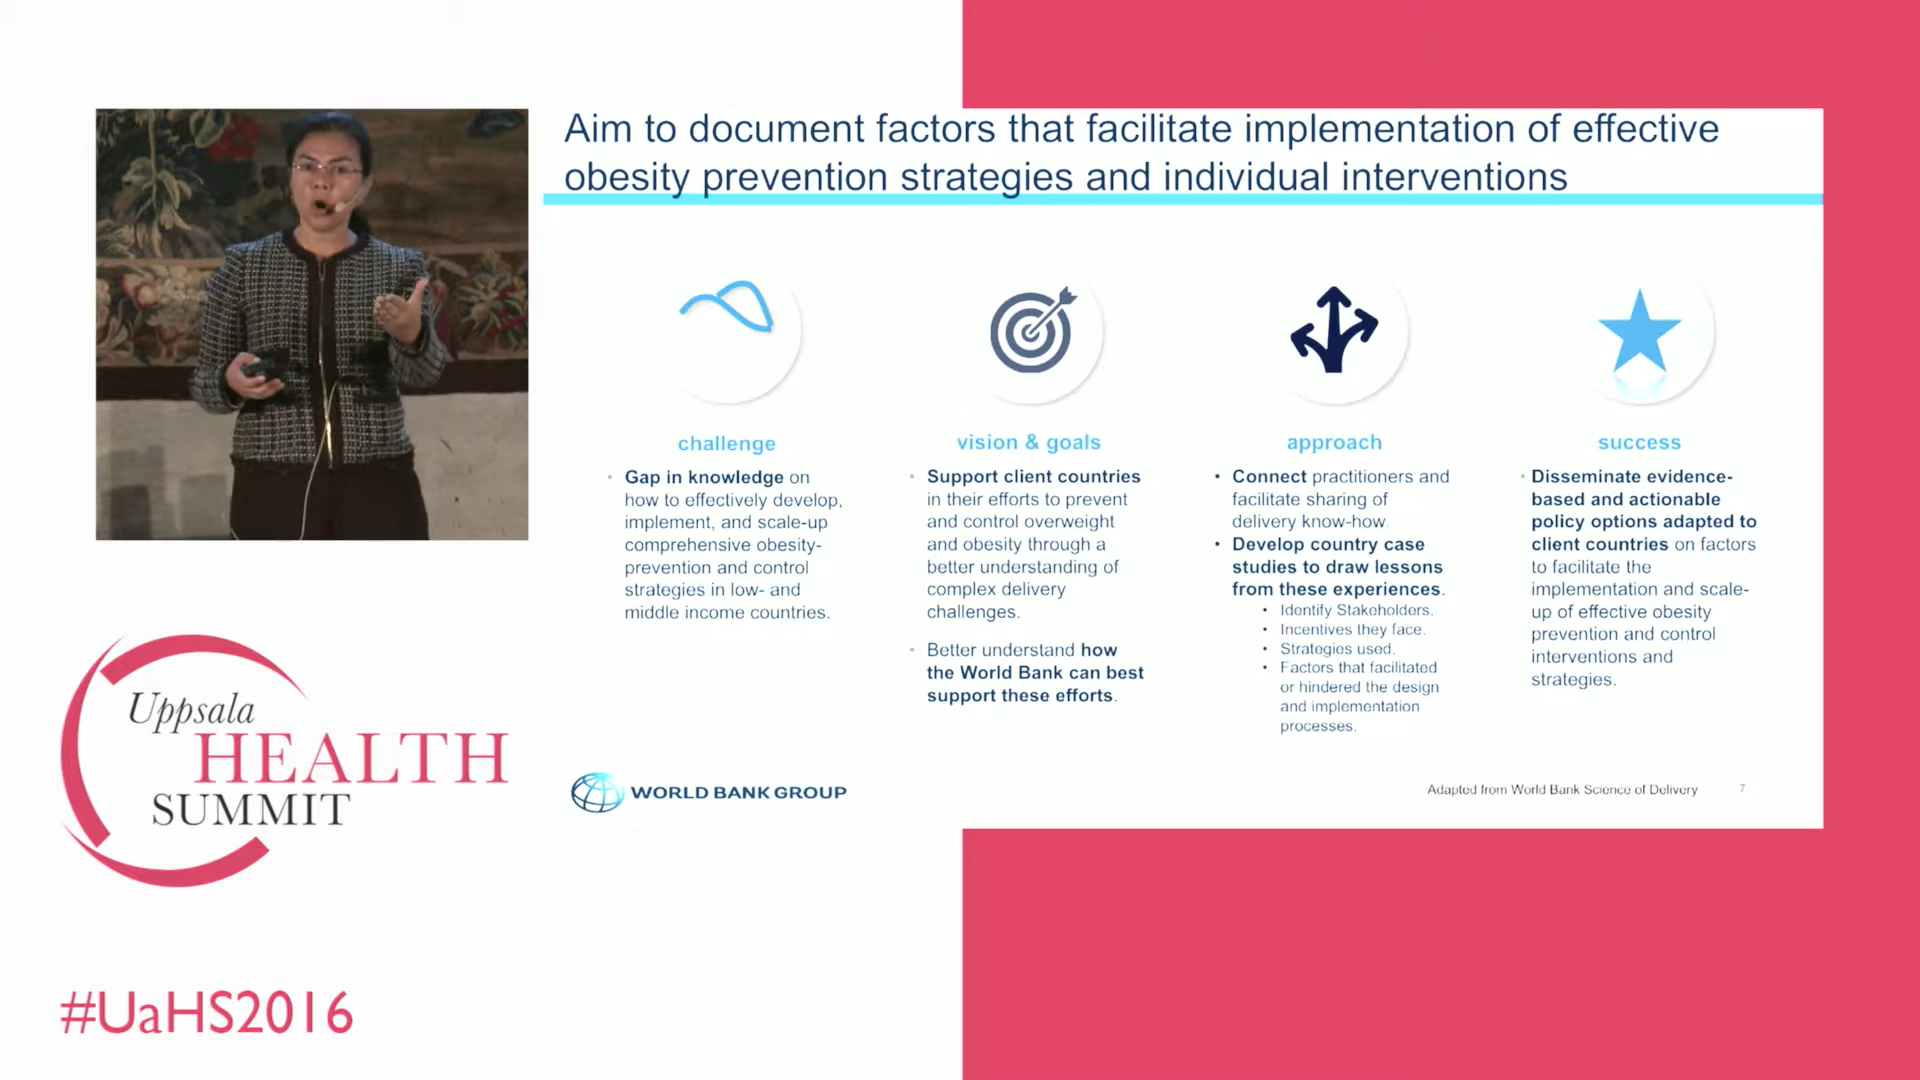 Aim to document factors that facilitate implementation of effective
obesity prevention strategies and individual interventions
challenge
• Gap in knowledge on
how to effectively develop,
implement, and scale-up
comprehensive obesity-
prevention and control
strategies in low- and
middle income countries.
vision & goals
• Support client countries
in their efforts to prevent
and control overweight
and obesity through a
better understanding of
complex delivery
challenges.
• Better understand how
the World Bank can best
support these efforts.
approach
• Connect practitioners and
facilitate sharing of
delivery know-how.
• Develop country case
studies to draw lessons
from these experiences.
• Identify Stakeholders.
• Incentives they face.
• Strategies used.
• Factors that facilitated
or hindered the design
and implementation
processes.
success
• Disseminate evidence-
based and actionable
policy options adapted to
client countries on factors
to facilitate the
implementation and scale-
up of effective obesity
prevention and control
interventions and
strategies.
WORLD BANK GROUP
Adapted from World Bank Science of Delivery
7
Uppsala
HEALTH
SUMMIT
#UaHS2016